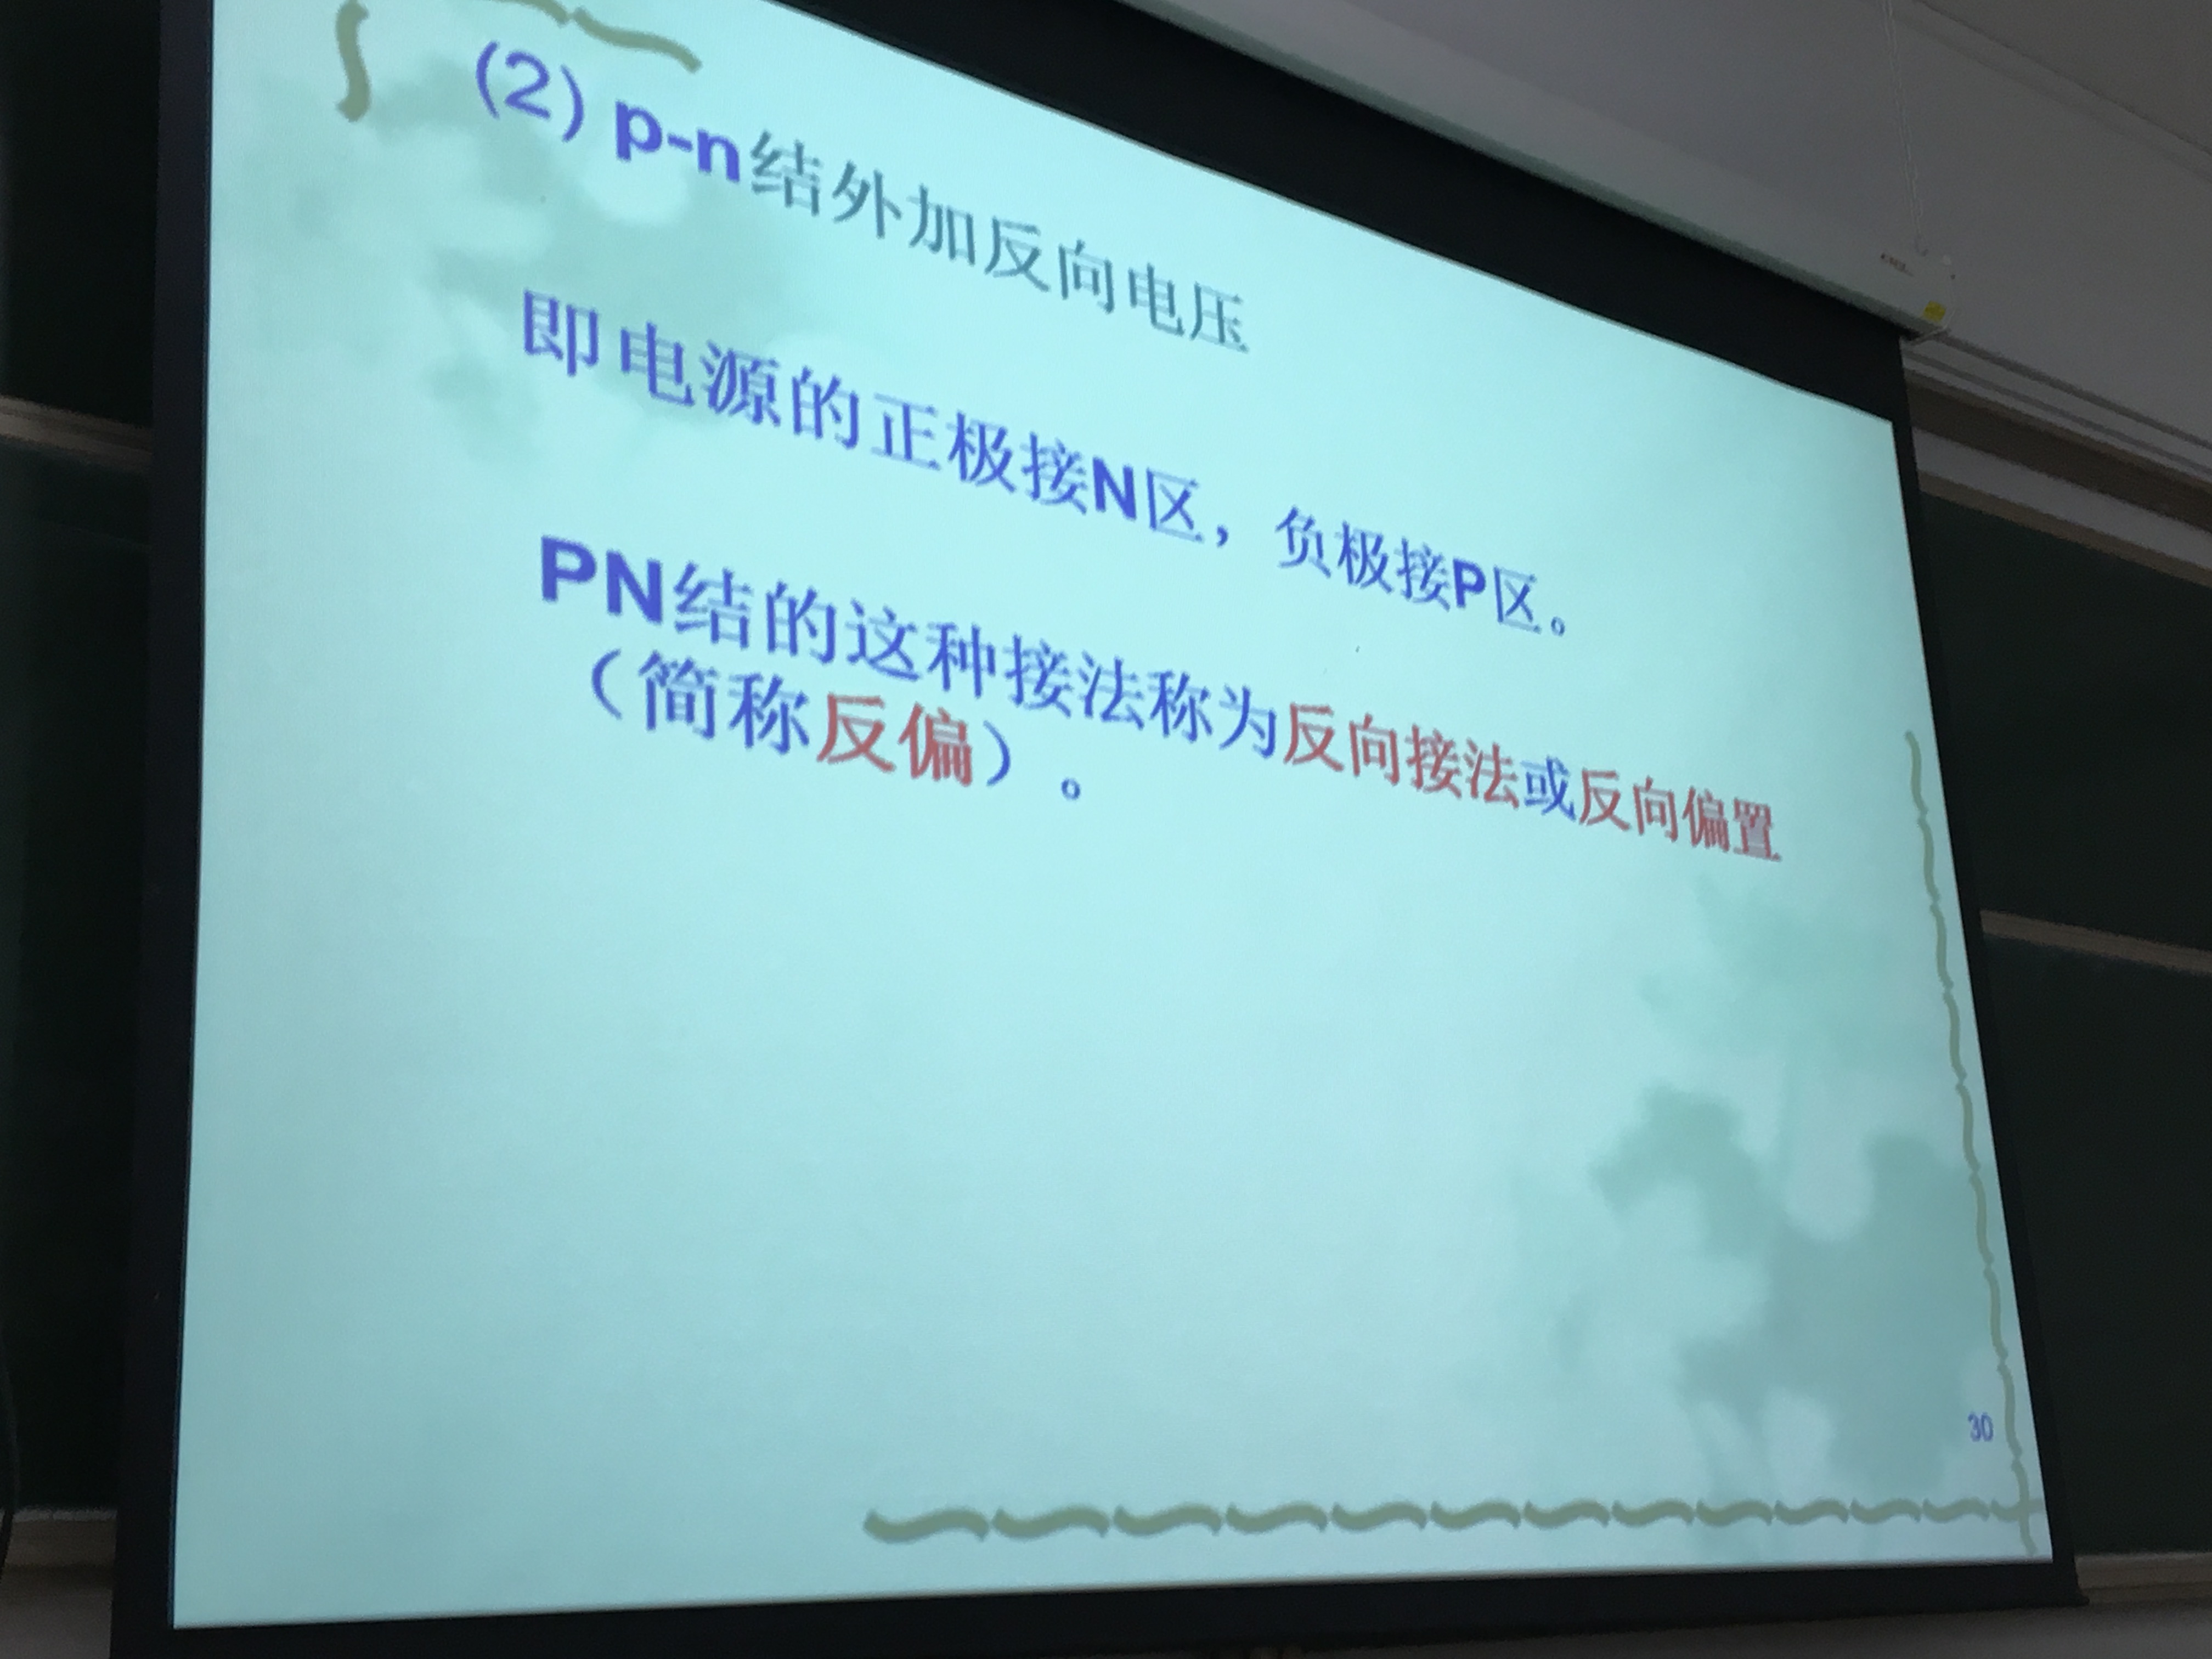 (2) p-n结外加反向电压
即电源的正极接N区，负极接P区。
PN结的这种接法称为反向接法或反向偏置
（简称反偏）。
30